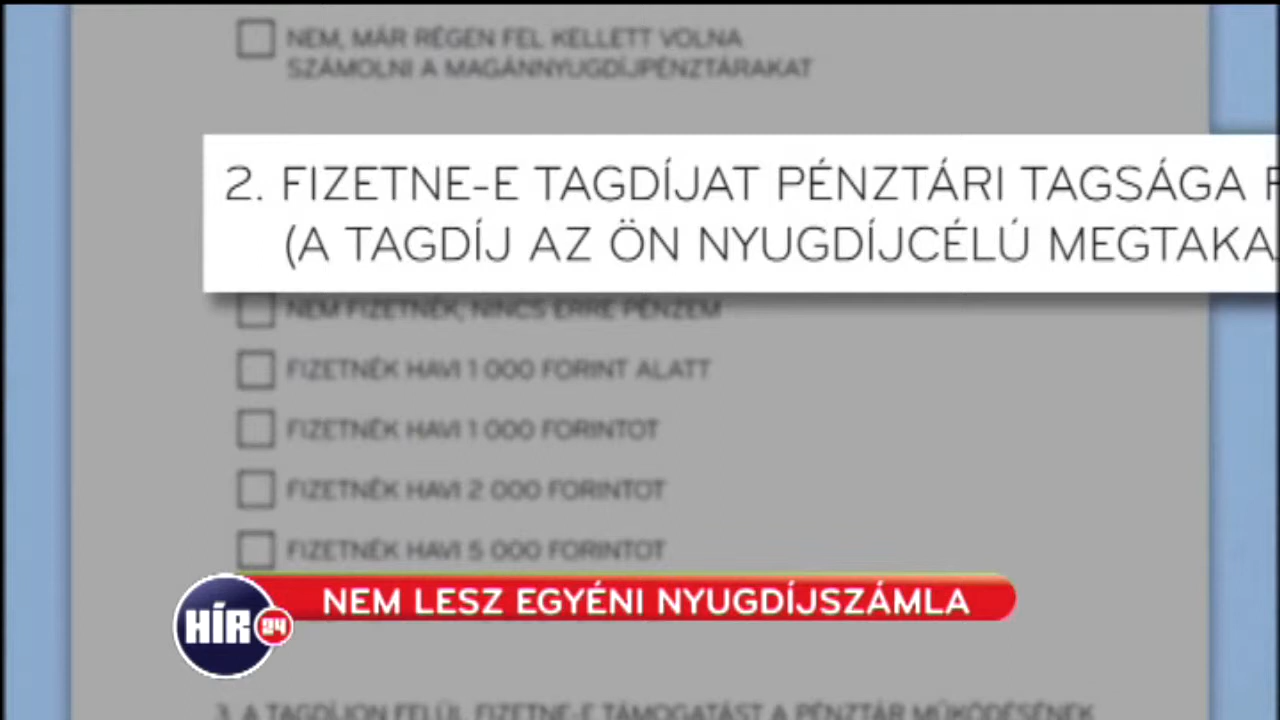 NEM, MÁR RÉGEN FEL KELLETT VOLNA
SZÁMOLNI A MAGÁNNYUGDÍJPÉNZTÁRAKAT
2. FIZETNE-E TAGDÍJAT PÉNZTÁRI TAGSÁGA
(A TAGDÍJ AZ ÖN NYUGDÍJCÉLÚ MEGTAKA
NEM FIZETNÉK, NINCS ERRE PÉNZEM
FIZETNÉK HAVI 1 000 FORINT ALATT
FIZETNÉK HAVI 1 000 FORINTOT
FIZETNÉK HAVI 2 000 FORINTOT
FIZETNÉK HAVI 5 000 FORINTOT
NEM LESZ EGYÉNI NYUGDÍJSZÁMLA
HÍR 24
3. A TAGDÍJON FELÜL FIZETNE-E TÁMOGATÁST A PÉNZTÁR MŰKÖDÉSÉNEK